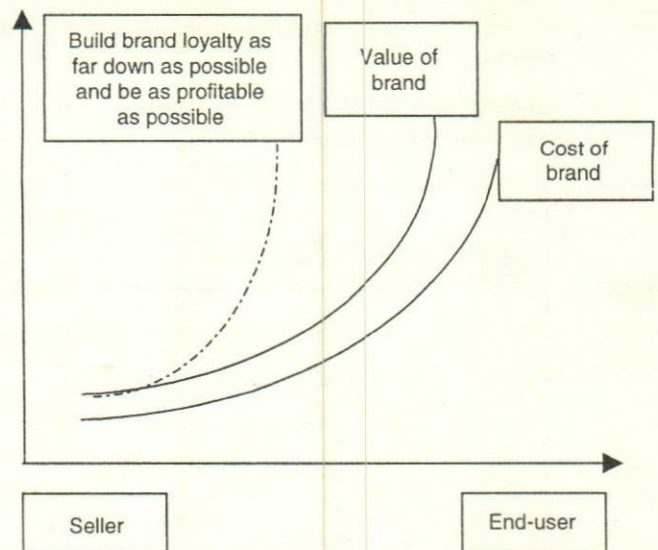 Build brand loyalty as
far down as possible
and be as profitable
as possible
Value of
brand
Cost of
brand
Seller
End-user